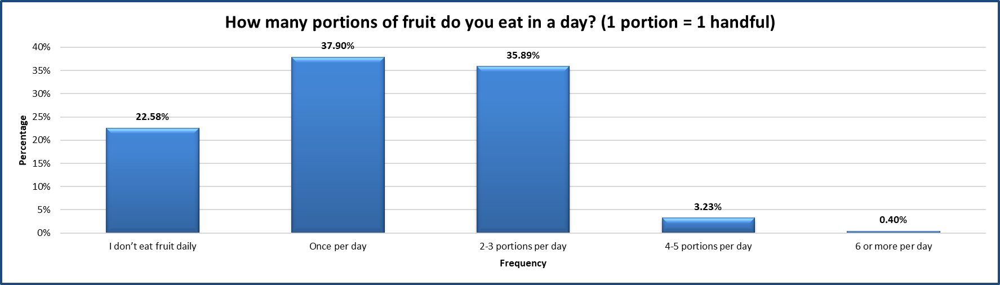 How many portions of fruit do you eat in a day? (1 portion = 1 handful)
40%
35%
30%
25%
20%
15%
10%
5%
0%
Percentage
22.58%
37.90%
35.89%
3.23%
0.40%
I don’t eat fruit daily
Once per day
2-3 portions per day
4-5 portions per day
6 or more per day
Frequency